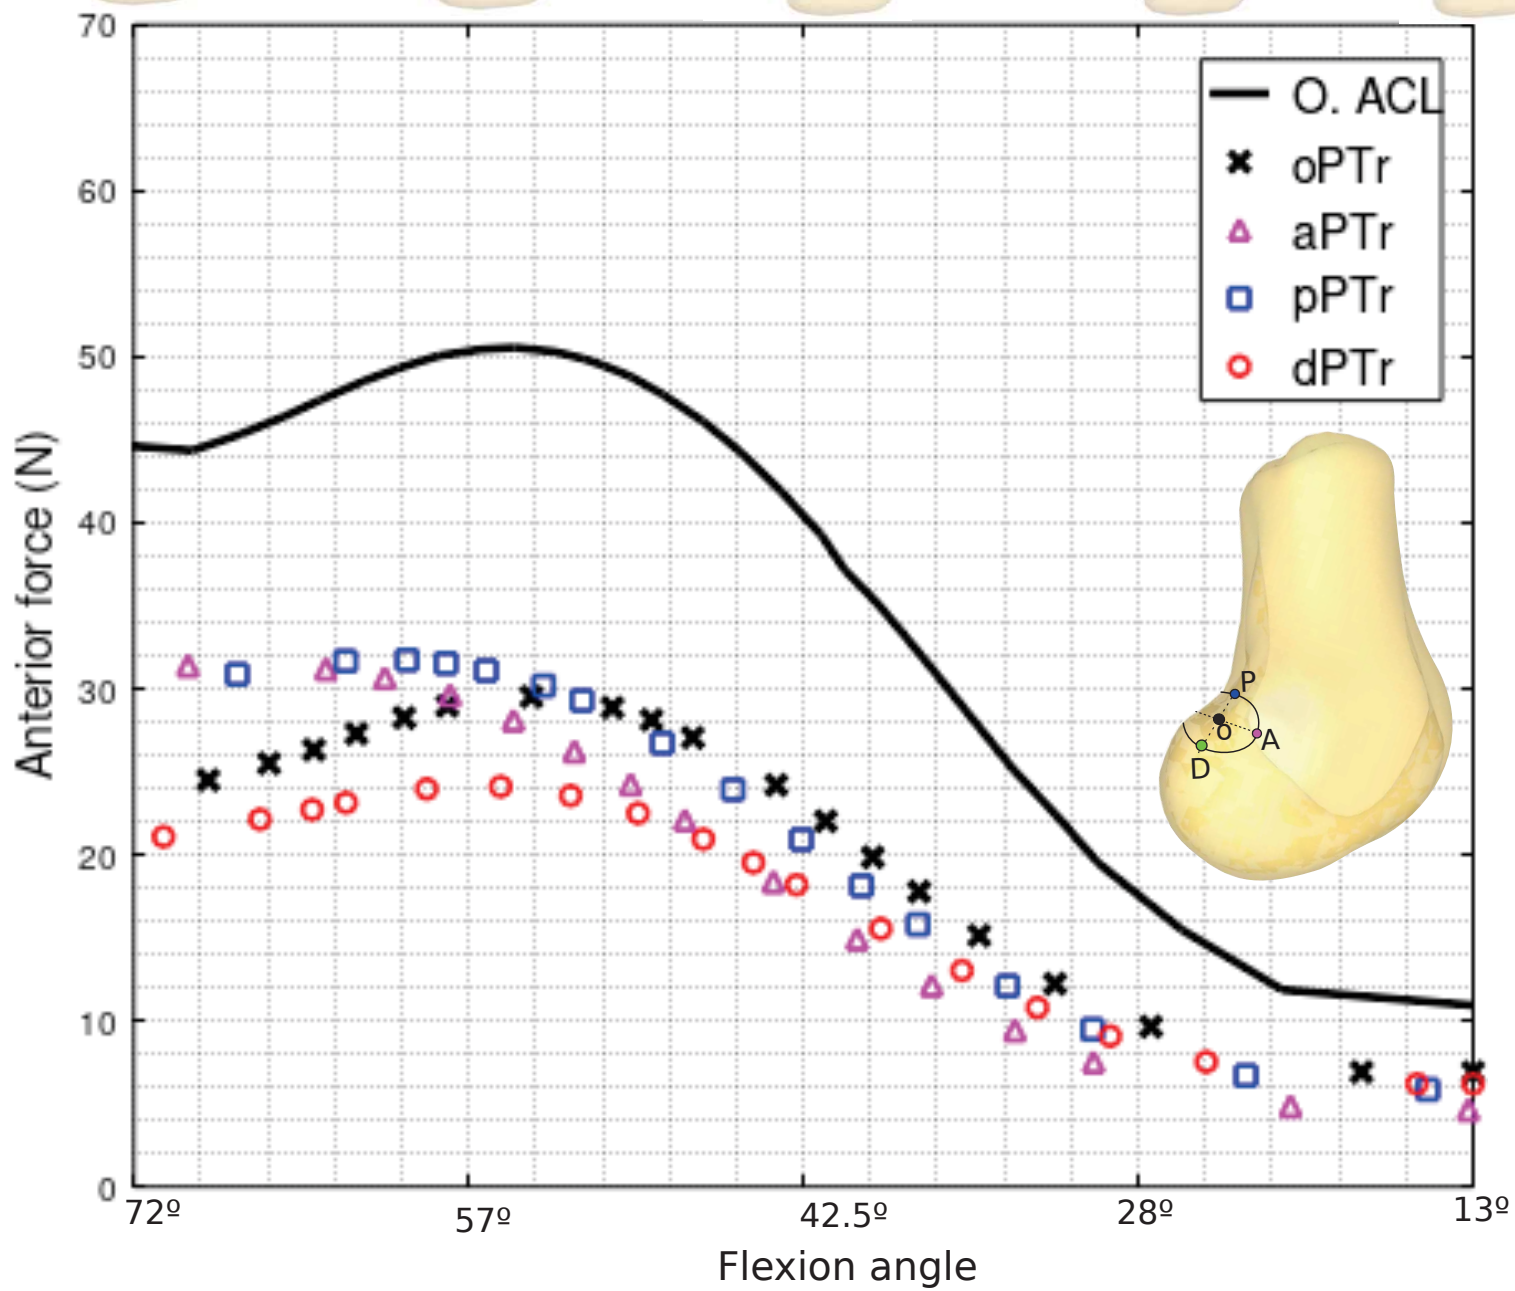 70
60
50
40
30
20
10
0
Anterior force (N)
O. ACL
oPTr
aPTr
pPTr
dPTr
P
o
A
D
72º
57º
42.5º
28º
13º
Flexion angle